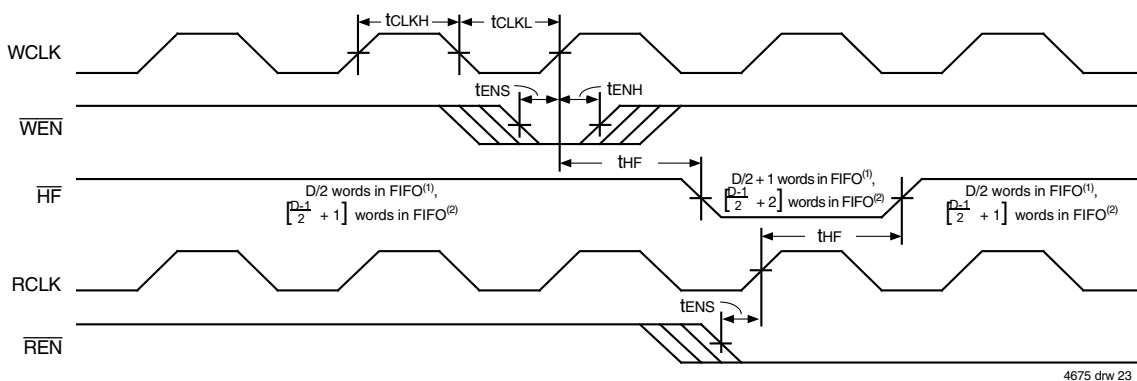 tCLKH tCLKL
WCLK
tENS tENH
WEN
tHF
HF
D/2 words in FIFO(1),
[D-1/2 + 1] words in FIFO(2)
D/2 + 1 words in FIFO(1),
[D-1/2 + 2] words in FIFO(2)
D/2 words in FIFO(1),
[D-1/2 + 1] words in FIFO(2)
tHF
RCLK
tENS
REN
4675 drw 23